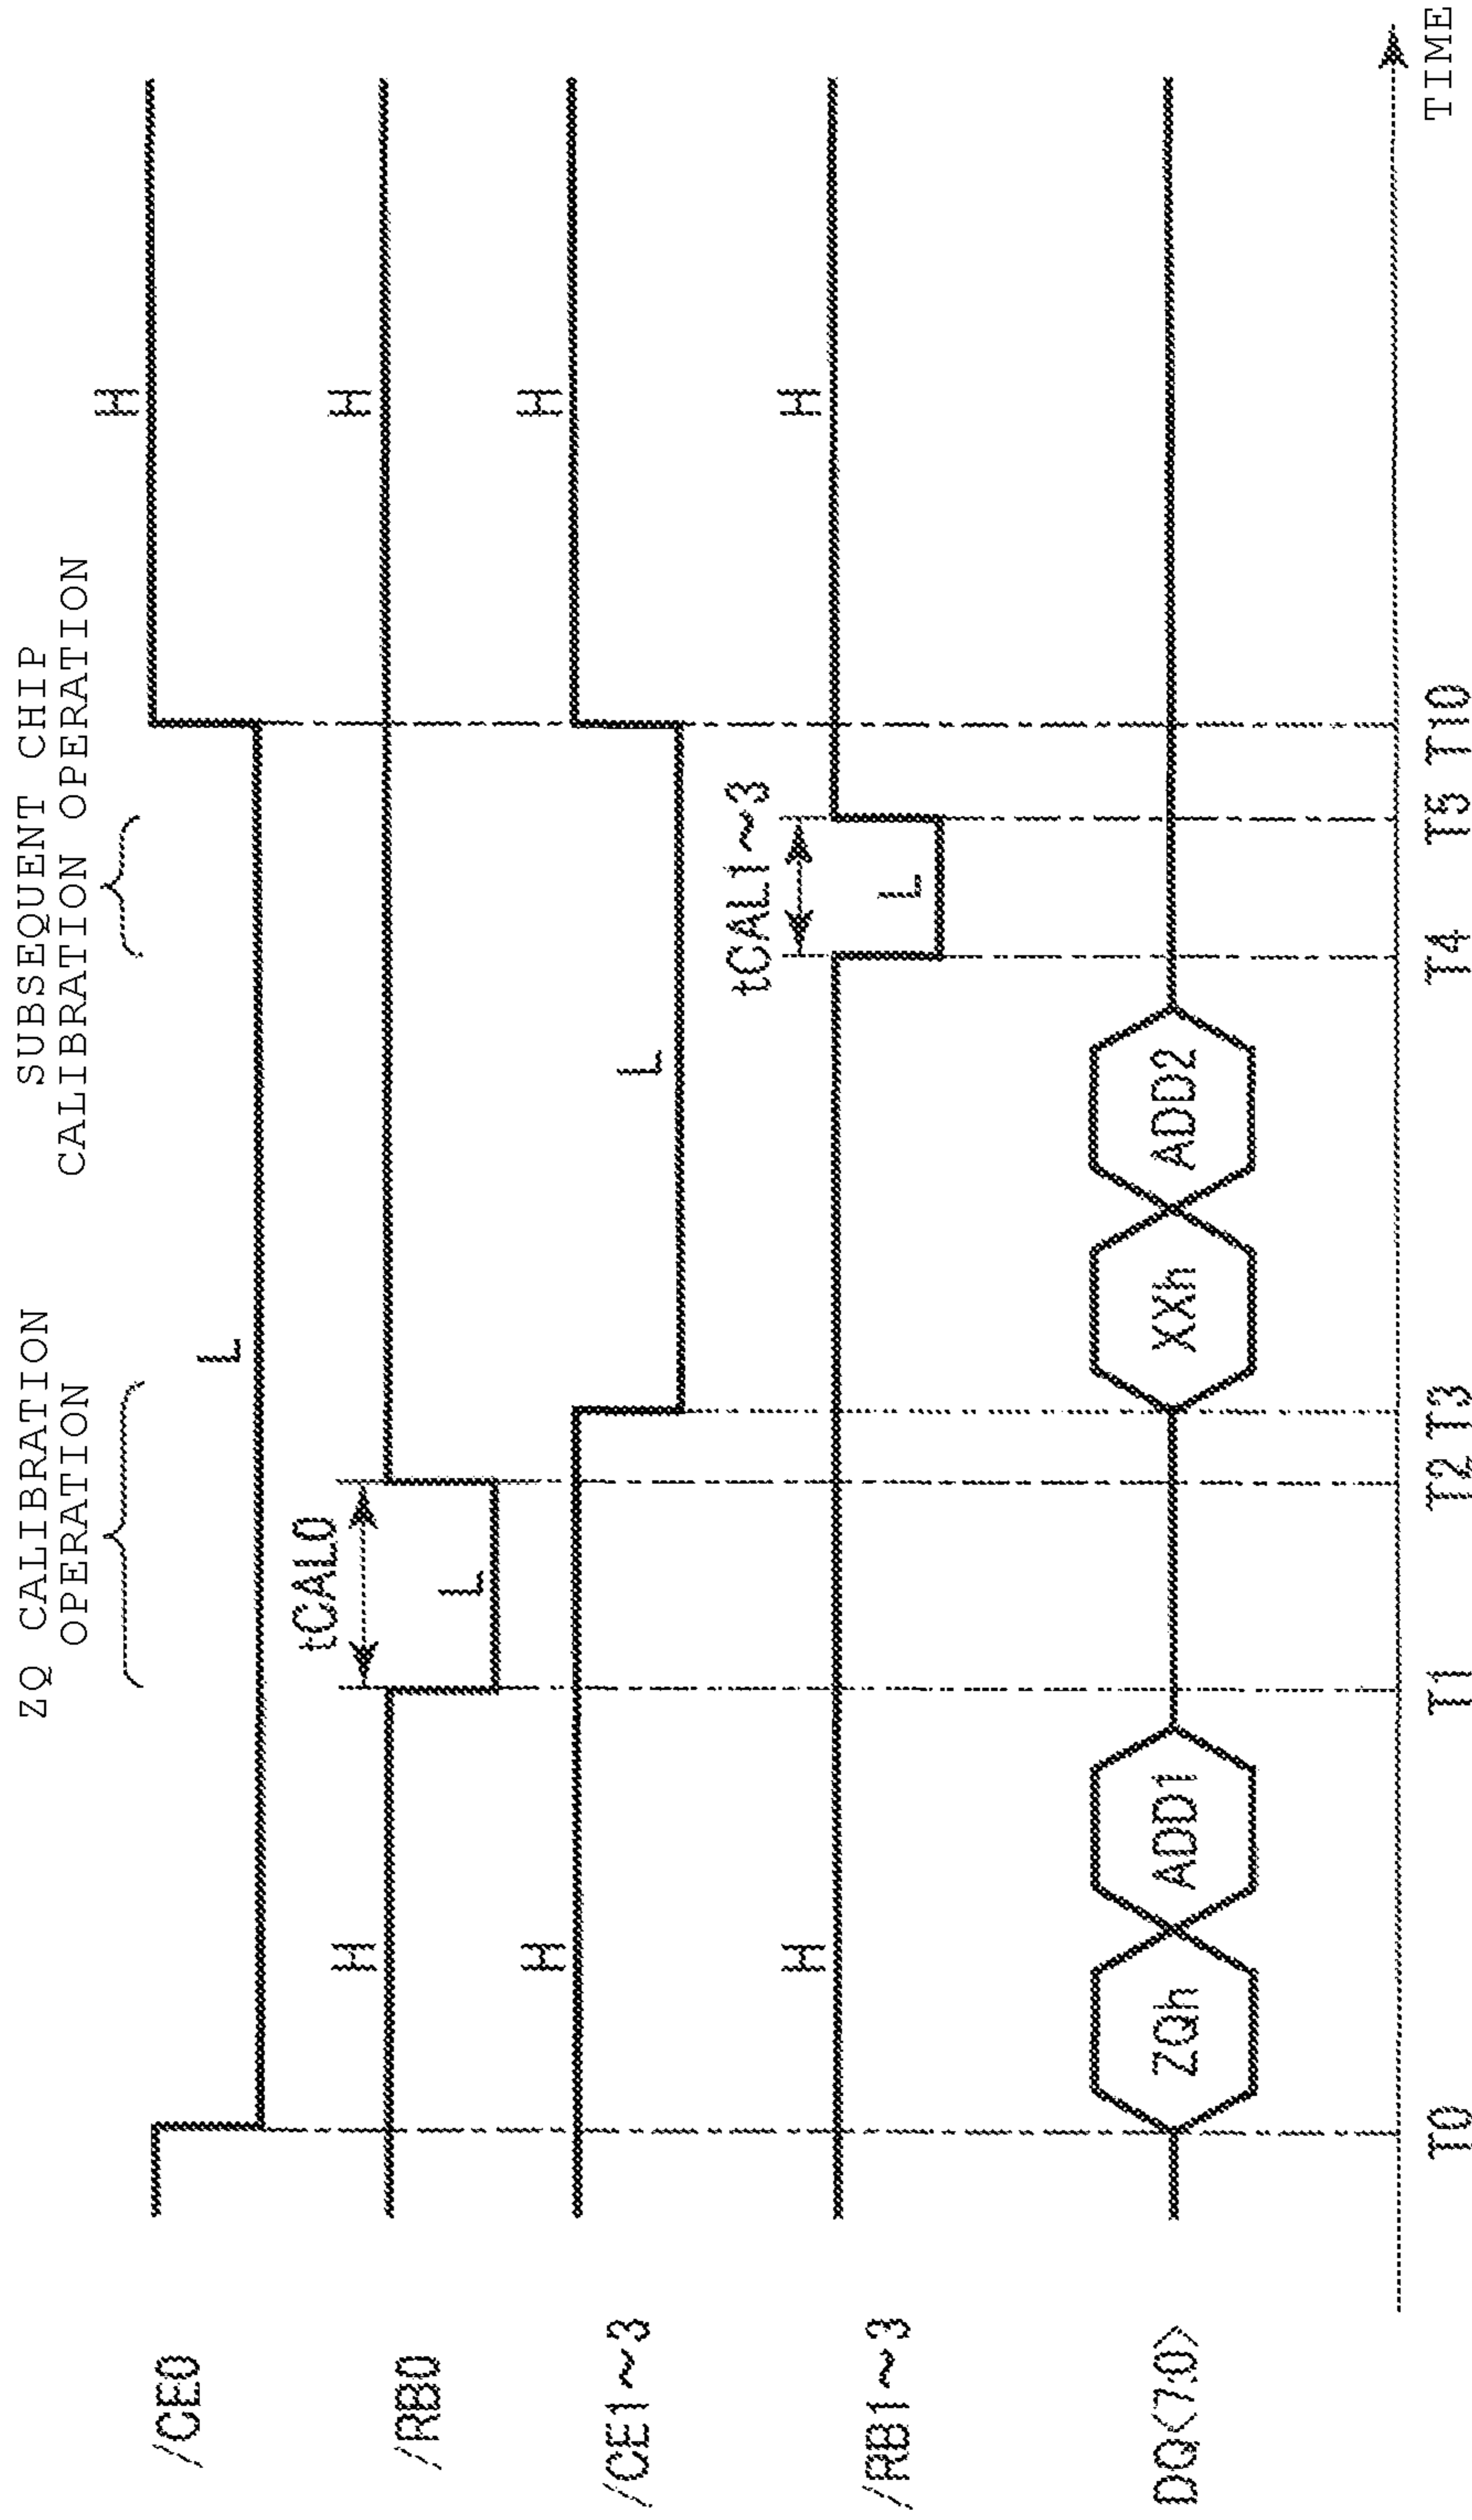 ZQ CALIBRATION
OPERATION
SUBSEQUENT CHIP
CALIBRATION OPERATION
/CE0
L
H
/RB0
H
tCAL0
L
H
/CE1~3
H
L
H
/RB1~3
H
tCAL1~3
L
H
DQ<7:0>
ZQh
ADD1
XXh
ADD2
T0
T1
T2
T3
T4
T5
T10
TIME